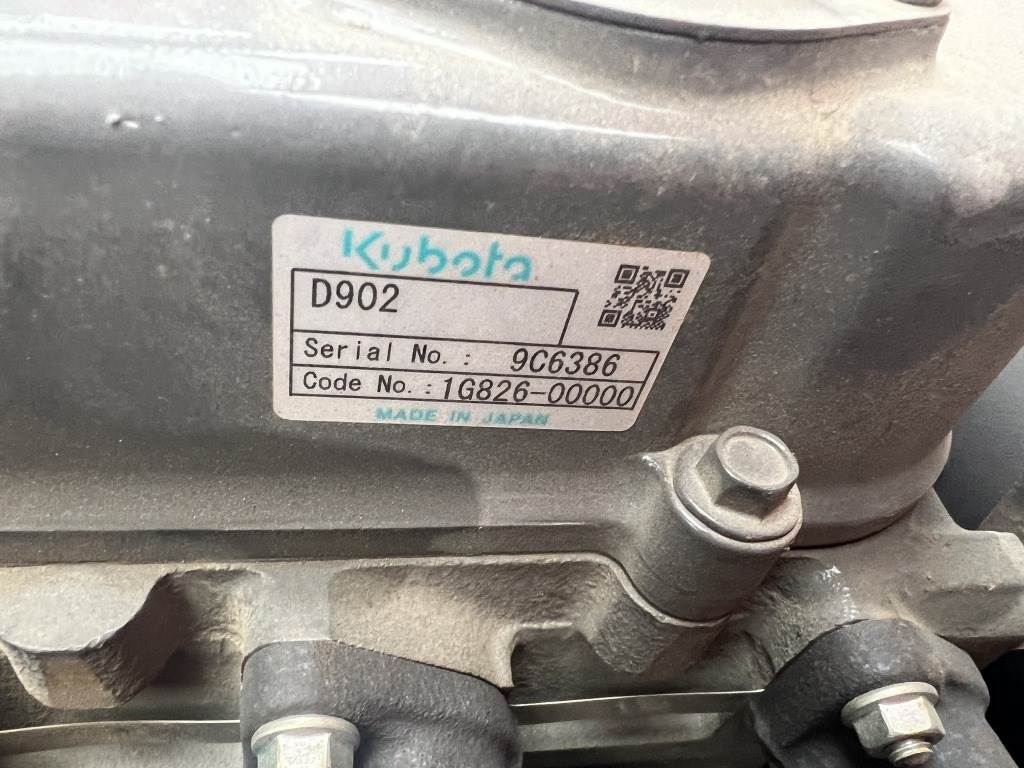 Kubota
D902
Serial No. : 9C6386
Code No. : 1G826-00000
MADE IN JAPAN